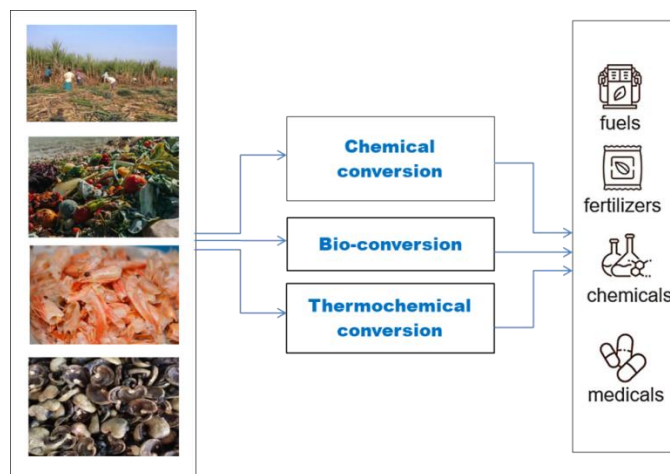 Chemical
conversion
Bio-conversion
Thermochemical
conversion
fuels
fertilizers
chemicals
medicals